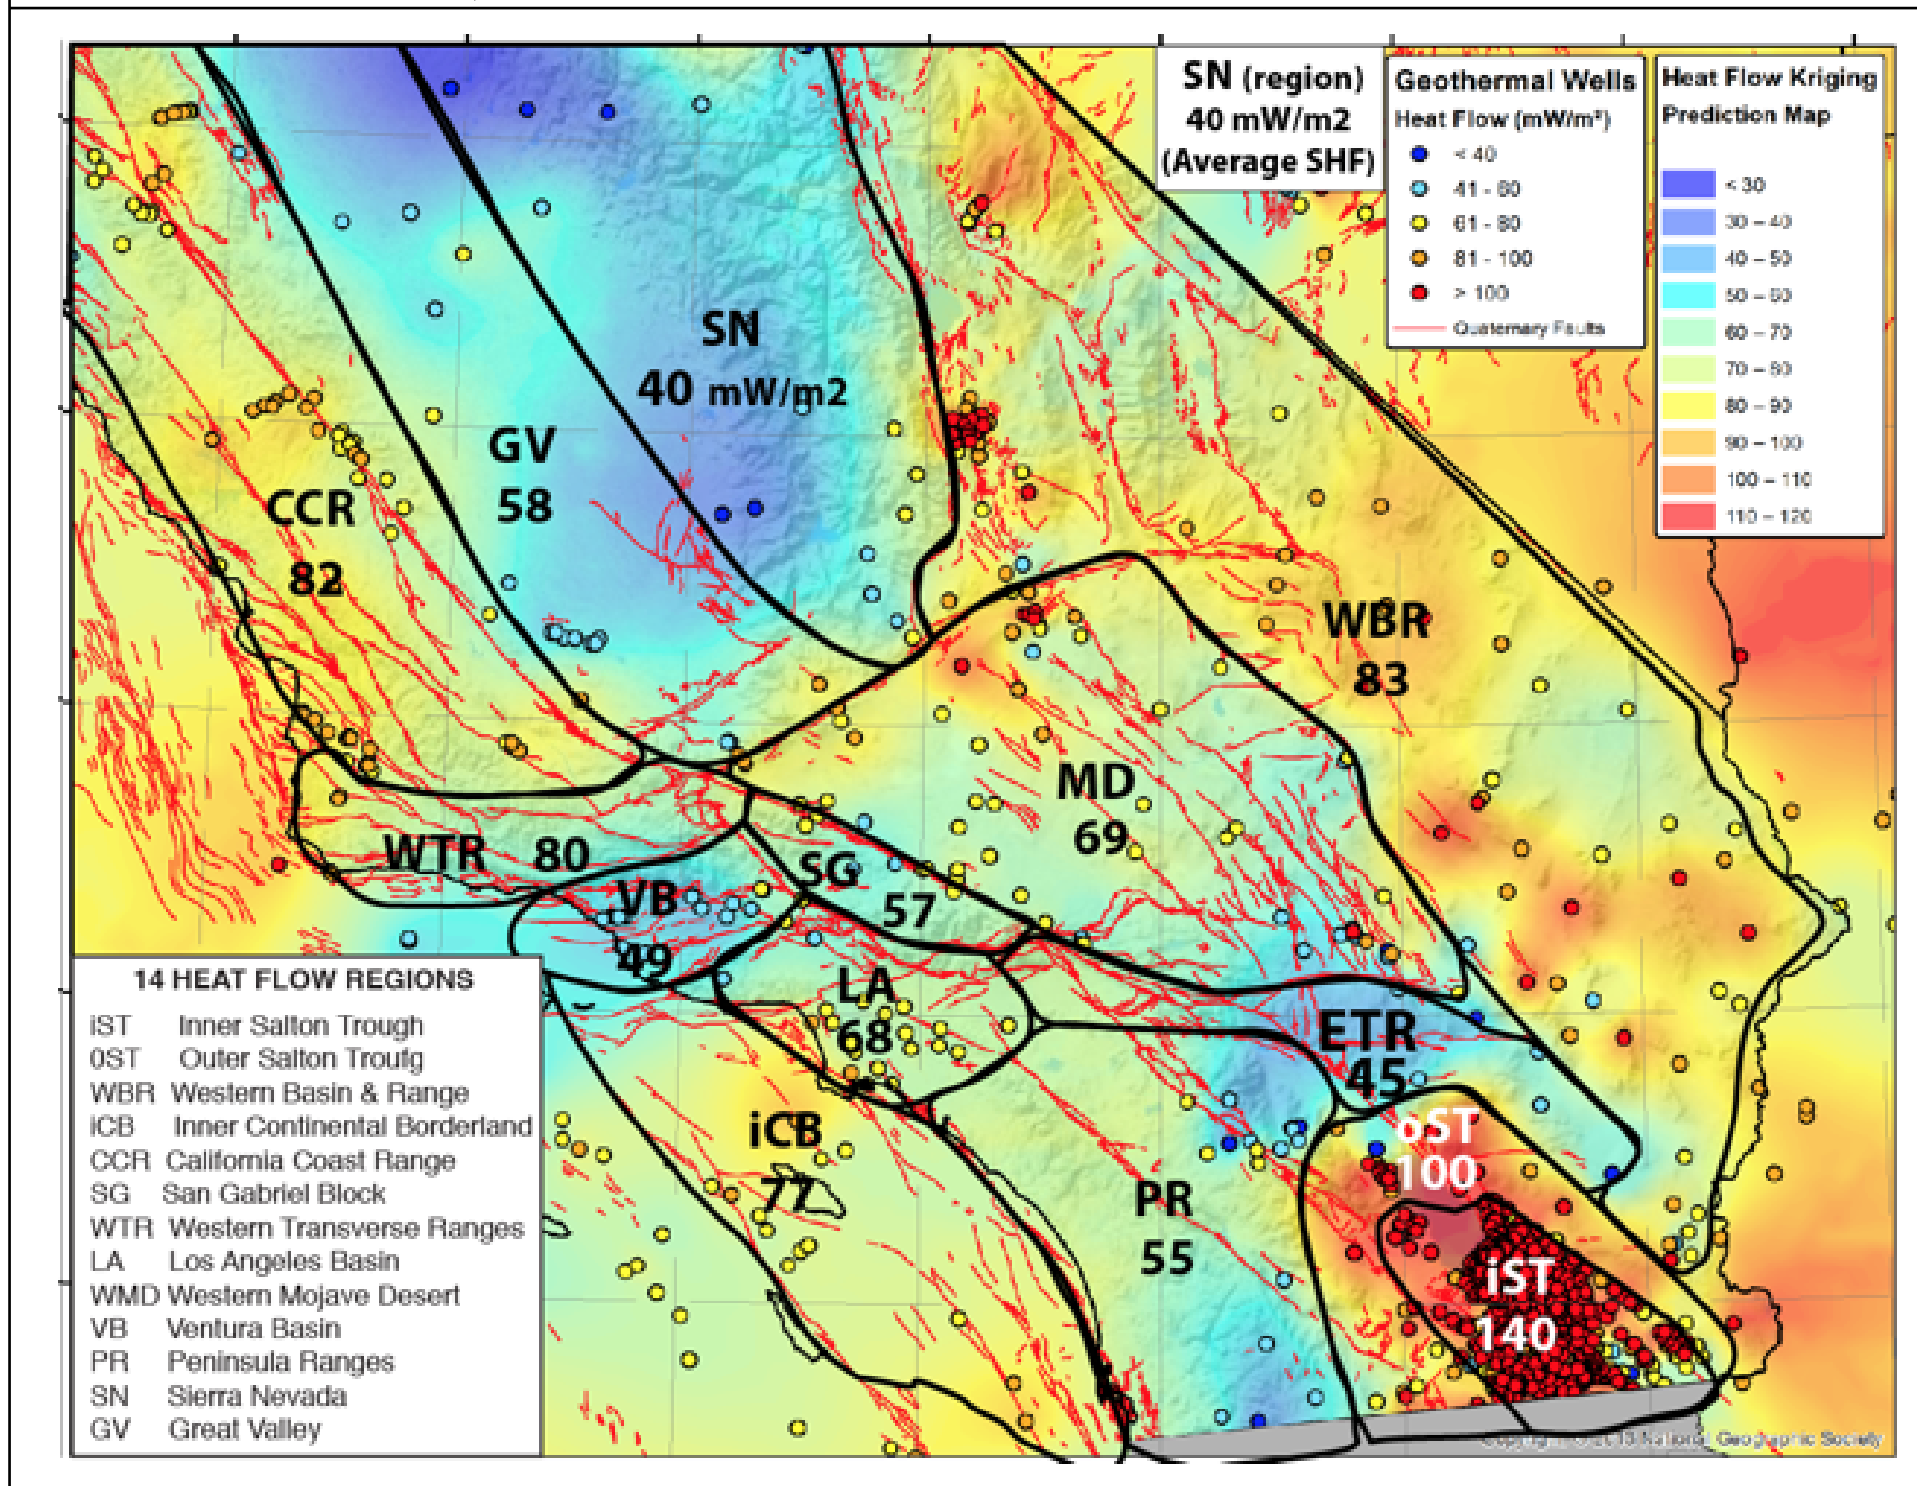 SN (region)
40 mW/m2
(Average SHF)
Geothermal Wells
Heat Flow (mW/m²)
< 40
41 - 60
61 - 80
81 - 100
> 100
Quaternary Faults
Heat Flow Kriging
Prediction Map
< 30
30 – 40
40 – 50
50 – 60
60 – 70
70 – 80
80 – 90
90 – 100
100 – 110
110 – 120
SN
40 mW/m2
GV
58
CCR
82
WBR
83
MD
69
WTR 80
SG
57
VB
49
LA
68
ETR
45
iCB
77
PR
55
oST
100
iST
140
14 HEAT FLOW REGIONS
iST Inner Salton Trough
0ST Outer Salton Troufg
WBR Western Basin & Range
iCB Inner Continental Borderland
CCR California Coast Range
SG San Gabriel Block
WTR Western Transverse Ranges
LA Los Angeles Basin
WMD Western Mojave Desert
VB Ventura Basin
PR Peninsula Ranges
SN Sierra Nevada
GV Great Valley
Copyright © 2013 National Geographic Society